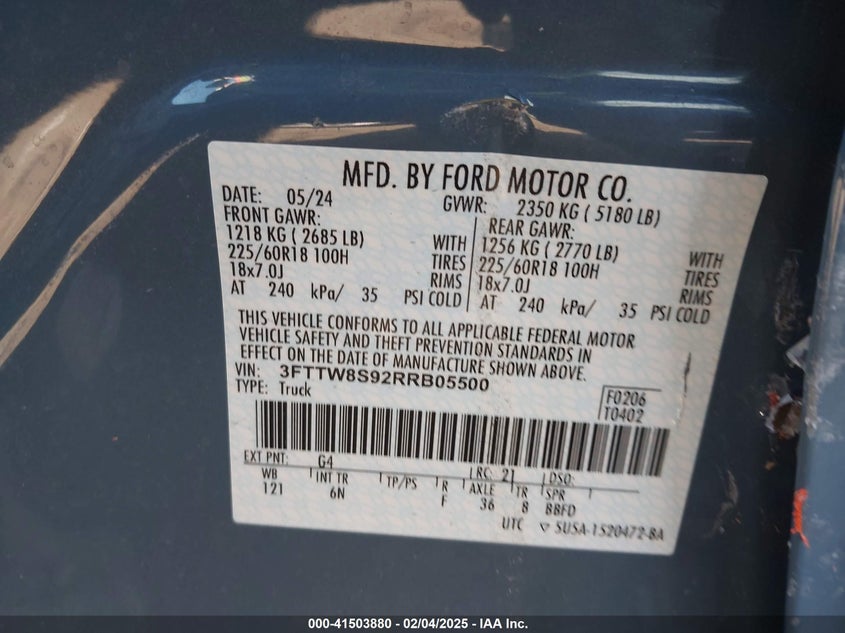 MFD. BY FORD MOTOR CO.
DATE: 05/24 GVWR: 2350 KG ( 5180 LB)
FRONT GAWR: REAR GAWR:
1218 KG ( 2685 LB) WITH 1256 KG ( 2770 LB) WITH
225/60R18 100H TIRES 225/60R18 100H TIRES
18x7.0J RIMS 18x7.0J RIMS
AT 240 kPa/ 35 PSI COLD AT 240 kPa/ 35 PSI COLD
THIS VEHICLE CONFORMS TO ALL APPLICABLE FEDERAL MOTOR
VEHICLE SAFETY AND THEFT PREVENTION STANDARDS IN
EFFECT ON THE DATE OF MANUFACTURE SHOWN ABOVE.
VIN: 3FTTW8S92RRB05500
TYPE: Truck F0206
T0402
EXT PNT: G4 LRC: 21 DSO:
WB INT TR TP/PS R AXLE TR SPR
121 6N F 36 8 BBFD
UTC ▽ 5USA-1520472-BA
000-41503880 - 02/04/2025 - IAA Inc.